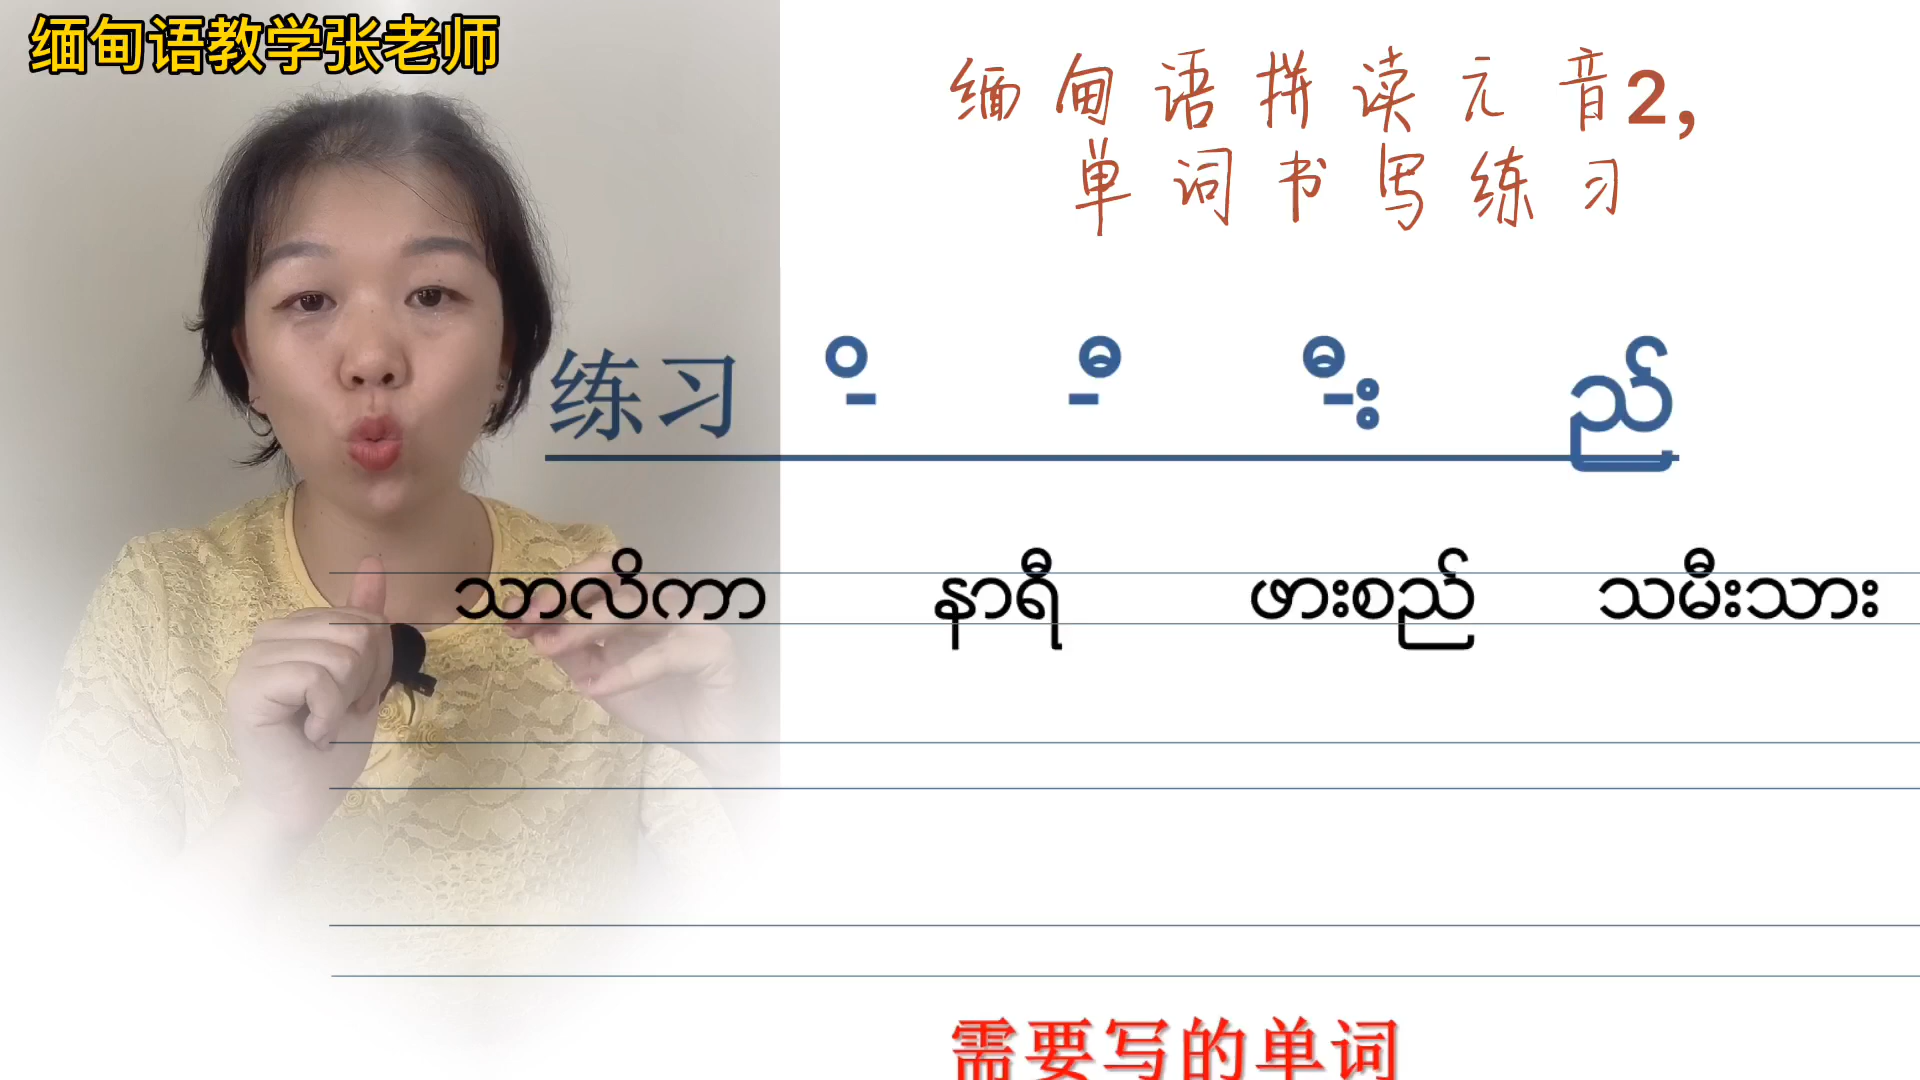 缅甸语教学张老师
缅甸语拼读元音2,
单词书写练习
练习 ိ- -ီ -ီး ည်
သာလိကာ နာရီ ဖားစည် သမီးသား
需要写的单词